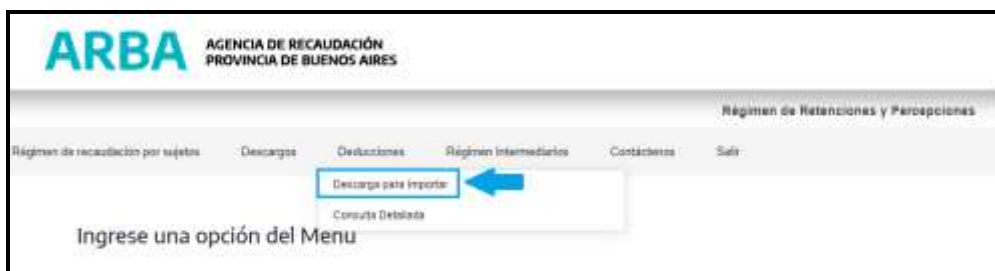 ARBA
AGENCIA DE RECAUDACIÓN
PROVINCIA DE BUENOS AIRES
Régimen de Retenciones y Percepciones
Régimen de recaudación por sujetos Descargos Deducciones Régimen Intermediarios Contáctenos Salir
Descarga para Importar
Consulta Detallada
Ingrese una opción del Menu